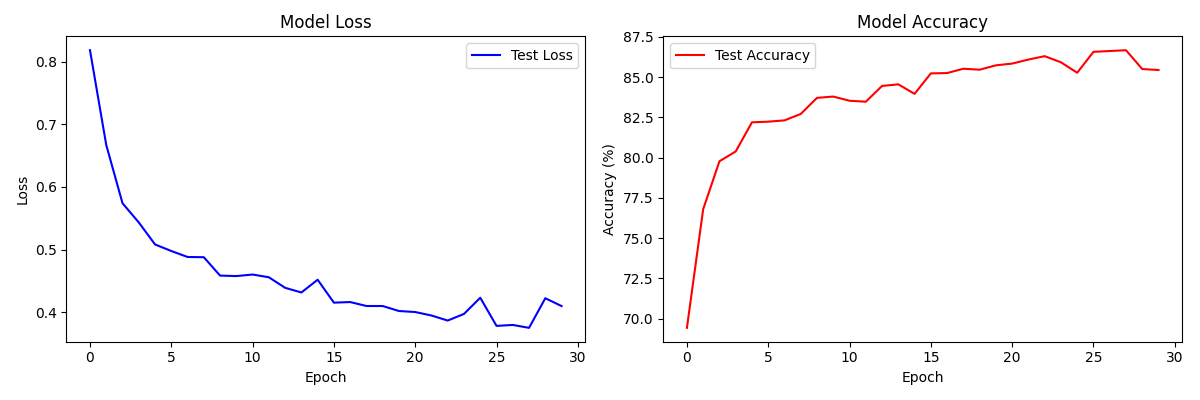 Model Loss
Test Loss
0.8
0.7
0.6
0.5
0.4
Loss
0 5 10 15 20 25 30
Epoch
Model Accuracy
Test Accuracy
87.5
85.0
82.5
80.0
77.5
75.0
72.5
70.0
Accuracy (%)
0 5 10 15 20 25 30
Epoch